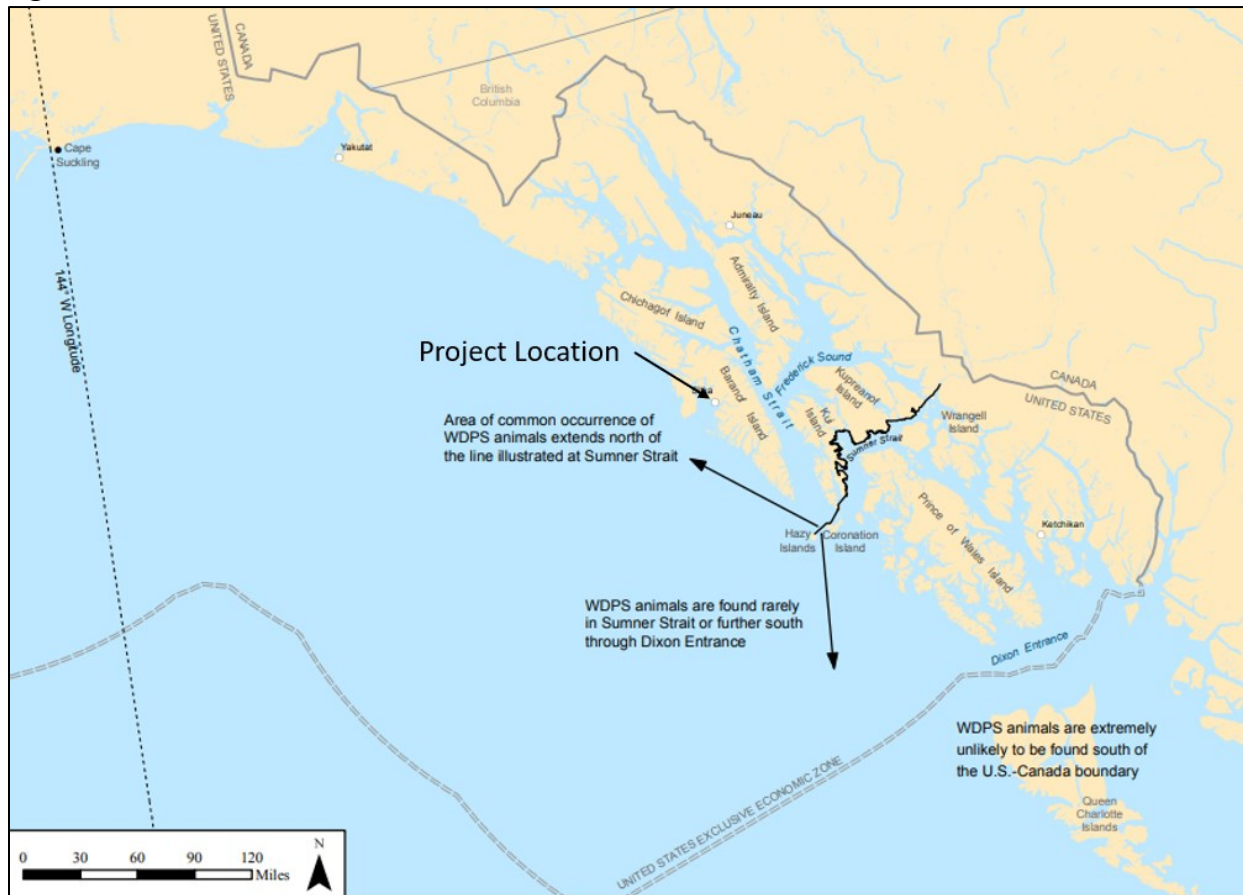 CANADA
UNITED STATES
British
Columbia
Cape
Suckling
Yakutat
144° W Longitude
Juneau
Admiralty Island
Chichagof Island
Chatham Strait
Project Location
Frederick Sound
Baranof Island
Kupreanof
Island
Kui
Island
CANADA
UNITED STATES
Area of common occurrence of
WDPS animals extends north of
the line illustrated at Sumner Strait
Sumner Strait
Wrangell
Island
Prince of Wales Island
Ketchikan
Hazy
Islands
Coronation
Island
WDPS animals are found rarely
in Sumner Strait or further south
through Dixon Entrance
Dixon Entrance
WDPS animals are extremely
unlikely to be found south of
the U.S.-Canada boundary
UNITED STATES EXCLUSIVE ECONOMIC ZONE
Queen
Charlotte
Islands
N
0 30 60 90 120
Miles